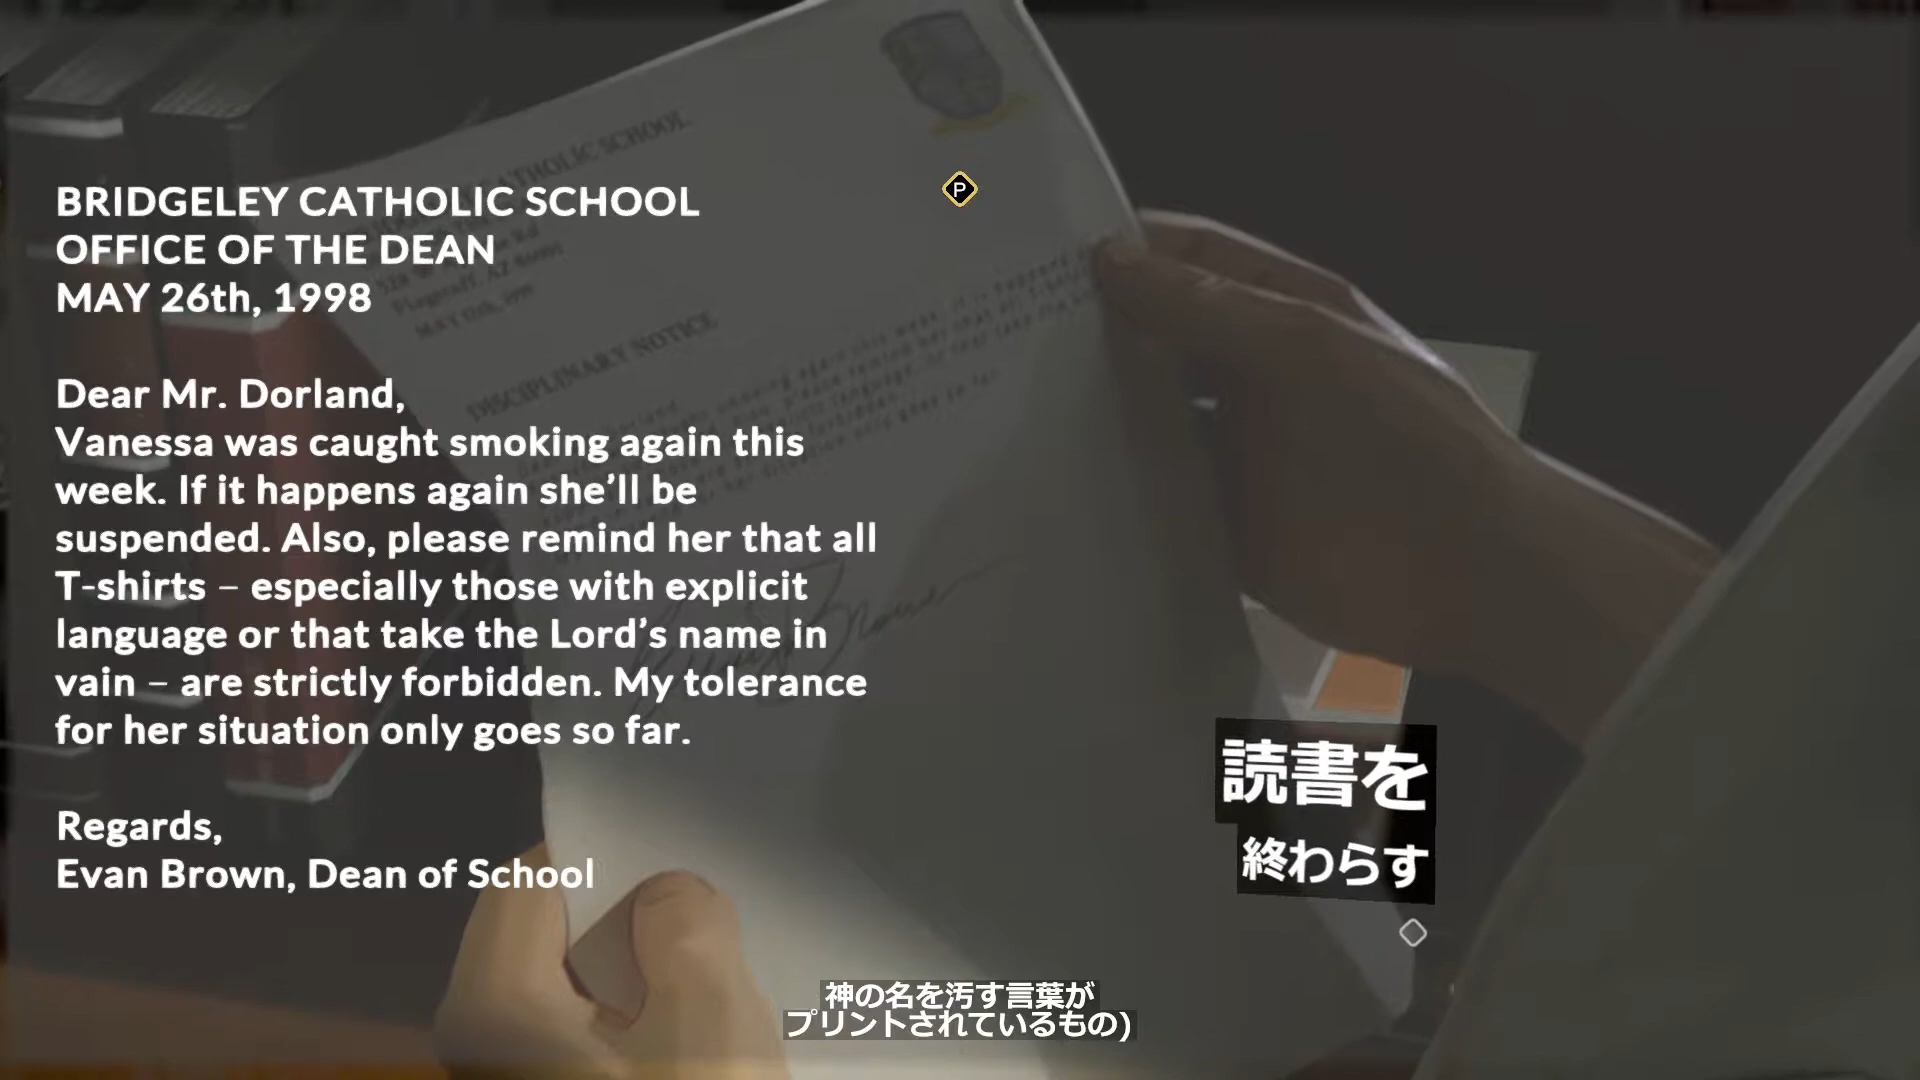 BRIDGELEY CATHOLIC SCHOOL
OFFICE OF THE DEAN
MAY 26th, 1998
Dear Mr. Dorland,
Vanessa was caught smoking again this
week. If it happens again she’ll be
suspended. Also, please remind her that all
T-shirts – especially those with explicit
language or that take the Lord’s name in
vain – are strictly forbidden. My tolerance
for her situation only goes so far.
Regards,
Evan Brown, Dean of School
P
CATHOLIC SCHOOL
DISCIPLINARY NOTICE
読書を
終わらす
神の名を汚す言葉が
プリントされているもの)